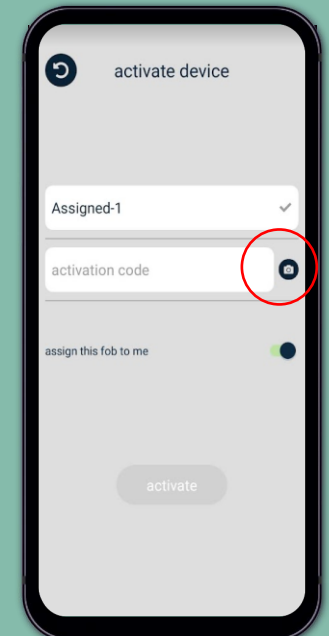 activate device
Assigned-1
activation code
assign this fob to me
activate